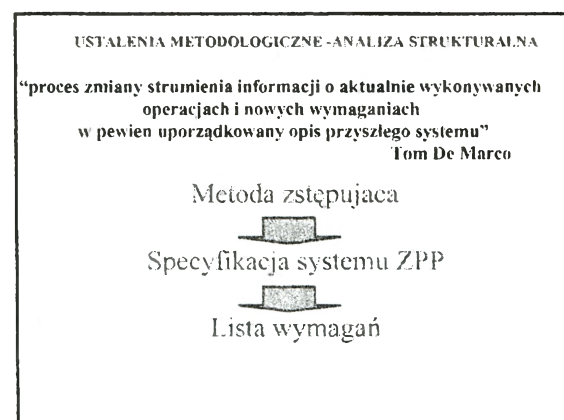 USTALENIA METODOLOGICZNE -ANALIZA STRUKTURALNA
“proces zmiany strumienia informacji o aktualnie wykonywanych
operacjach i nowych wymaganiach
w pewien uporządkowany opis przyszłego systemu”
Tom De Marco
Metoda zstępujaca
Specyfikacja systemu ZPP
Lista wymagań